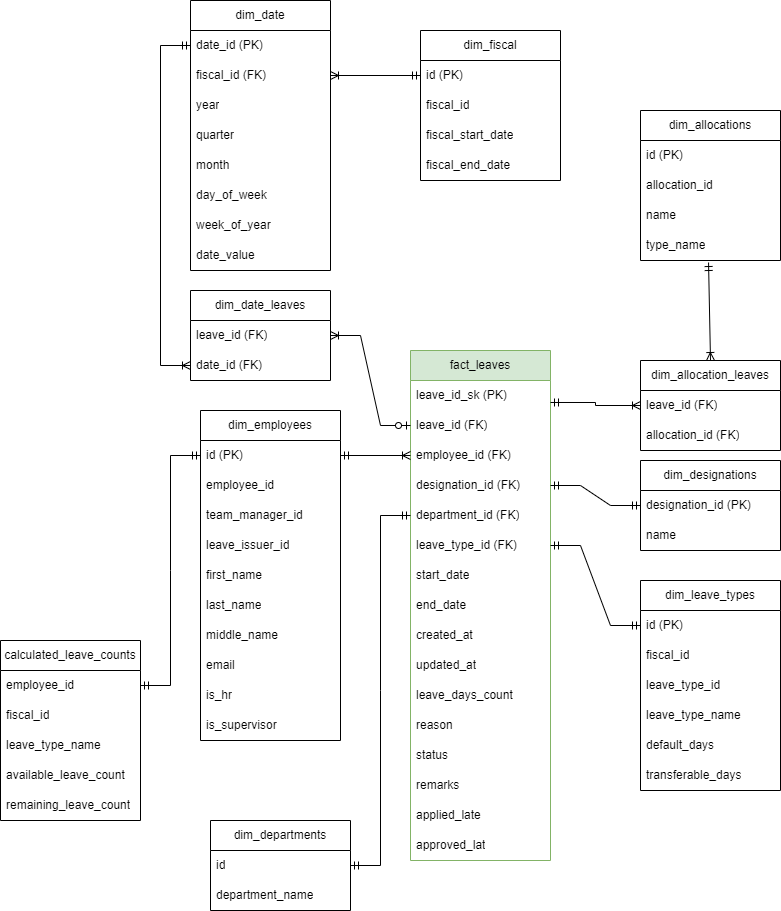 dim_date
date_id (PK)
fiscal_id (FK)
year
quarter
month
day_of_week
week_of_year
date_value
dim_fiscal
id (PK)
fiscal_id
fiscal_start_date
fiscal_end_date
dim_allocations
id (PK)
allocation_id
name
type_name
dim_date_leaves
leave_id (FK)
date_id (FK)
fact_leaves
leave_id_sk (PK)
leave_id (FK)
employee_id (FK)
designation_id (FK)
department_id (FK)
leave_type_id (FK)
start_date
end_date
created_at
updated_at
leave_days_count
reason
status
remarks
applied_late
approved_lat
dim_allocation_leaves
leave_id (FK)
allocation_id (FK)
dim_employees
id (PK)
employee_id
team_manager_id
leave_issuer_id
first_name
last_name
middle_name
email
is_hr
is_supervisor
dim_designations
designation_id (PK)
name
dim_leave_types
id (PK)
fiscal_id
leave_type_id
leave_type_name
default_days
transferable_days
calculated_leave_counts
employee_id
fiscal_id
leave_type_name
available_leave_count
remaining_leave_count
dim_departments
id
department_name